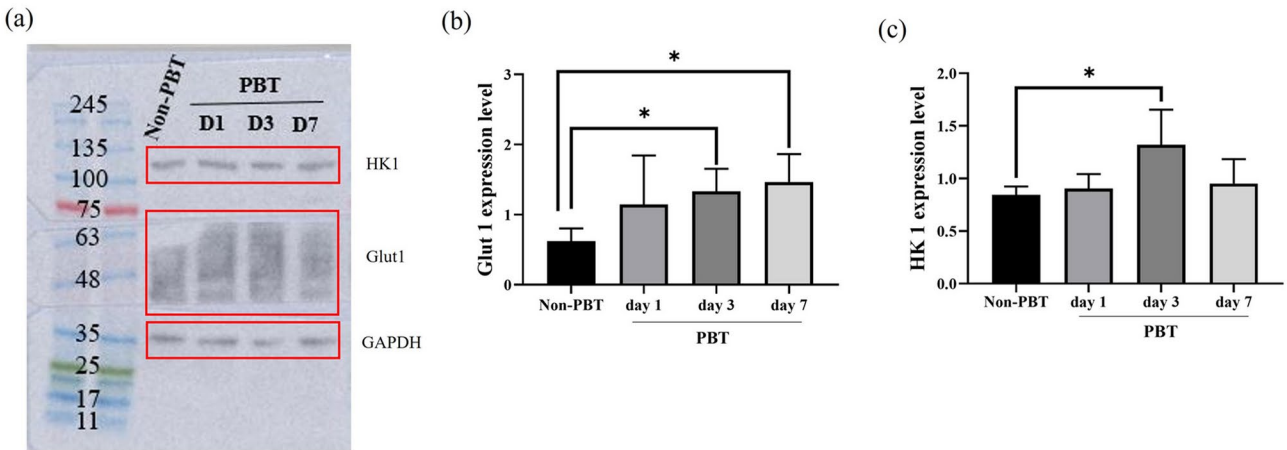 (a)
Non-PBT
PBT
D1 D3 D7
245
135
100
75
63
48
35
25
17
11
HK1
Glut1
GAPDH
(b)
Glut 1 expression level
3
2
1
0
*
*
Non-PBT day 1 day 3 day 7
PBT
(c)
HK 1 expression level
2.0
1.5
1.0
0.5
0.0
*
Non-PBT day 1 day 3 day 7
PBT